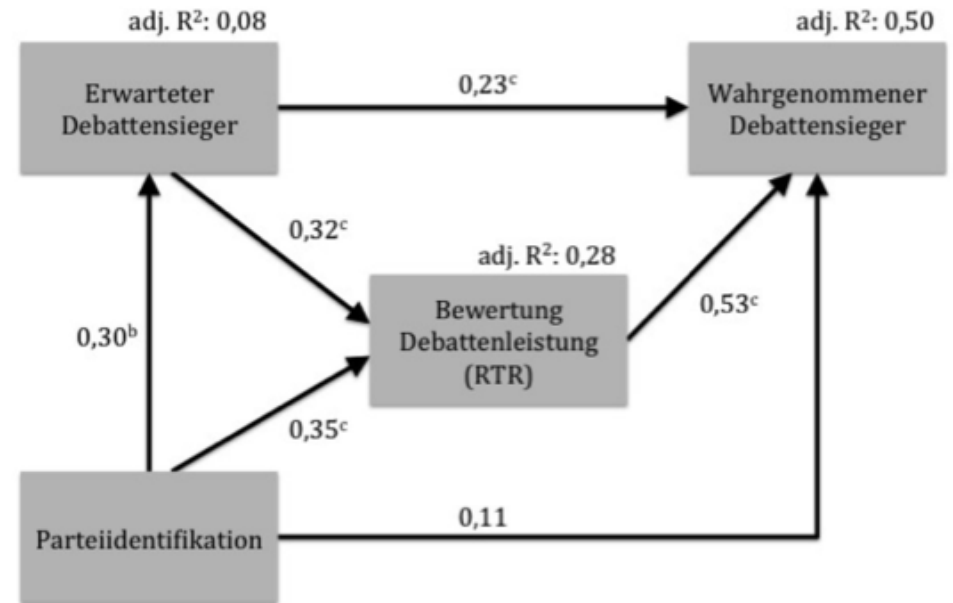 adj. R²: 0,08
adj. R²: 0,50
Erwarteter
Debattensieger
0,23ᶜ
Wahrgenommener
Debattensieger
0,32ᶜ
adj. R²: 0,28
Bewertung
Debattenleistung
(RTR)
0,53ᶜ
0,30ᵇ
0,35ᶜ
Parteiidentifikation
0,11